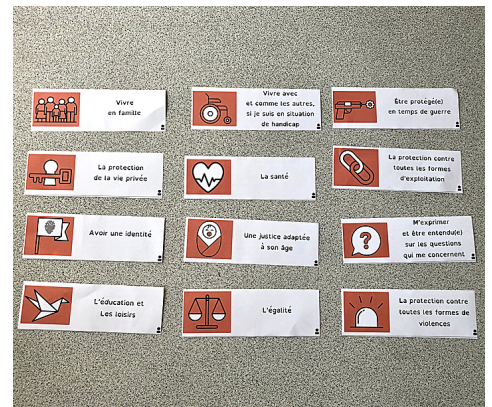 Vivre
en famille
Vivre avec
et comme les autres,
si je suis en situation
de handicap
Être protégé(e)
en temps de guerre
La protection
de la vie privée
La santé
La protection contre
toutes les formes
d'exploitation
Avoir une identité
Une justice adaptée
à son âge
M'exprimer
et être entendu(e)
sur les questions
qui me concernent
L'éducation et
Les loisirs
L'égalité
La protection contre
toutes les formes de
violences